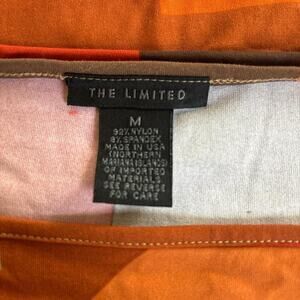 THE LIMITED
M
92% NYLON
8% SPANDEX
MADE IN USA
(NORTHERN
MARIANA ISLANDS)
OF IMPORTED
MATERIALS
SEE REVERSE
FOR CARE